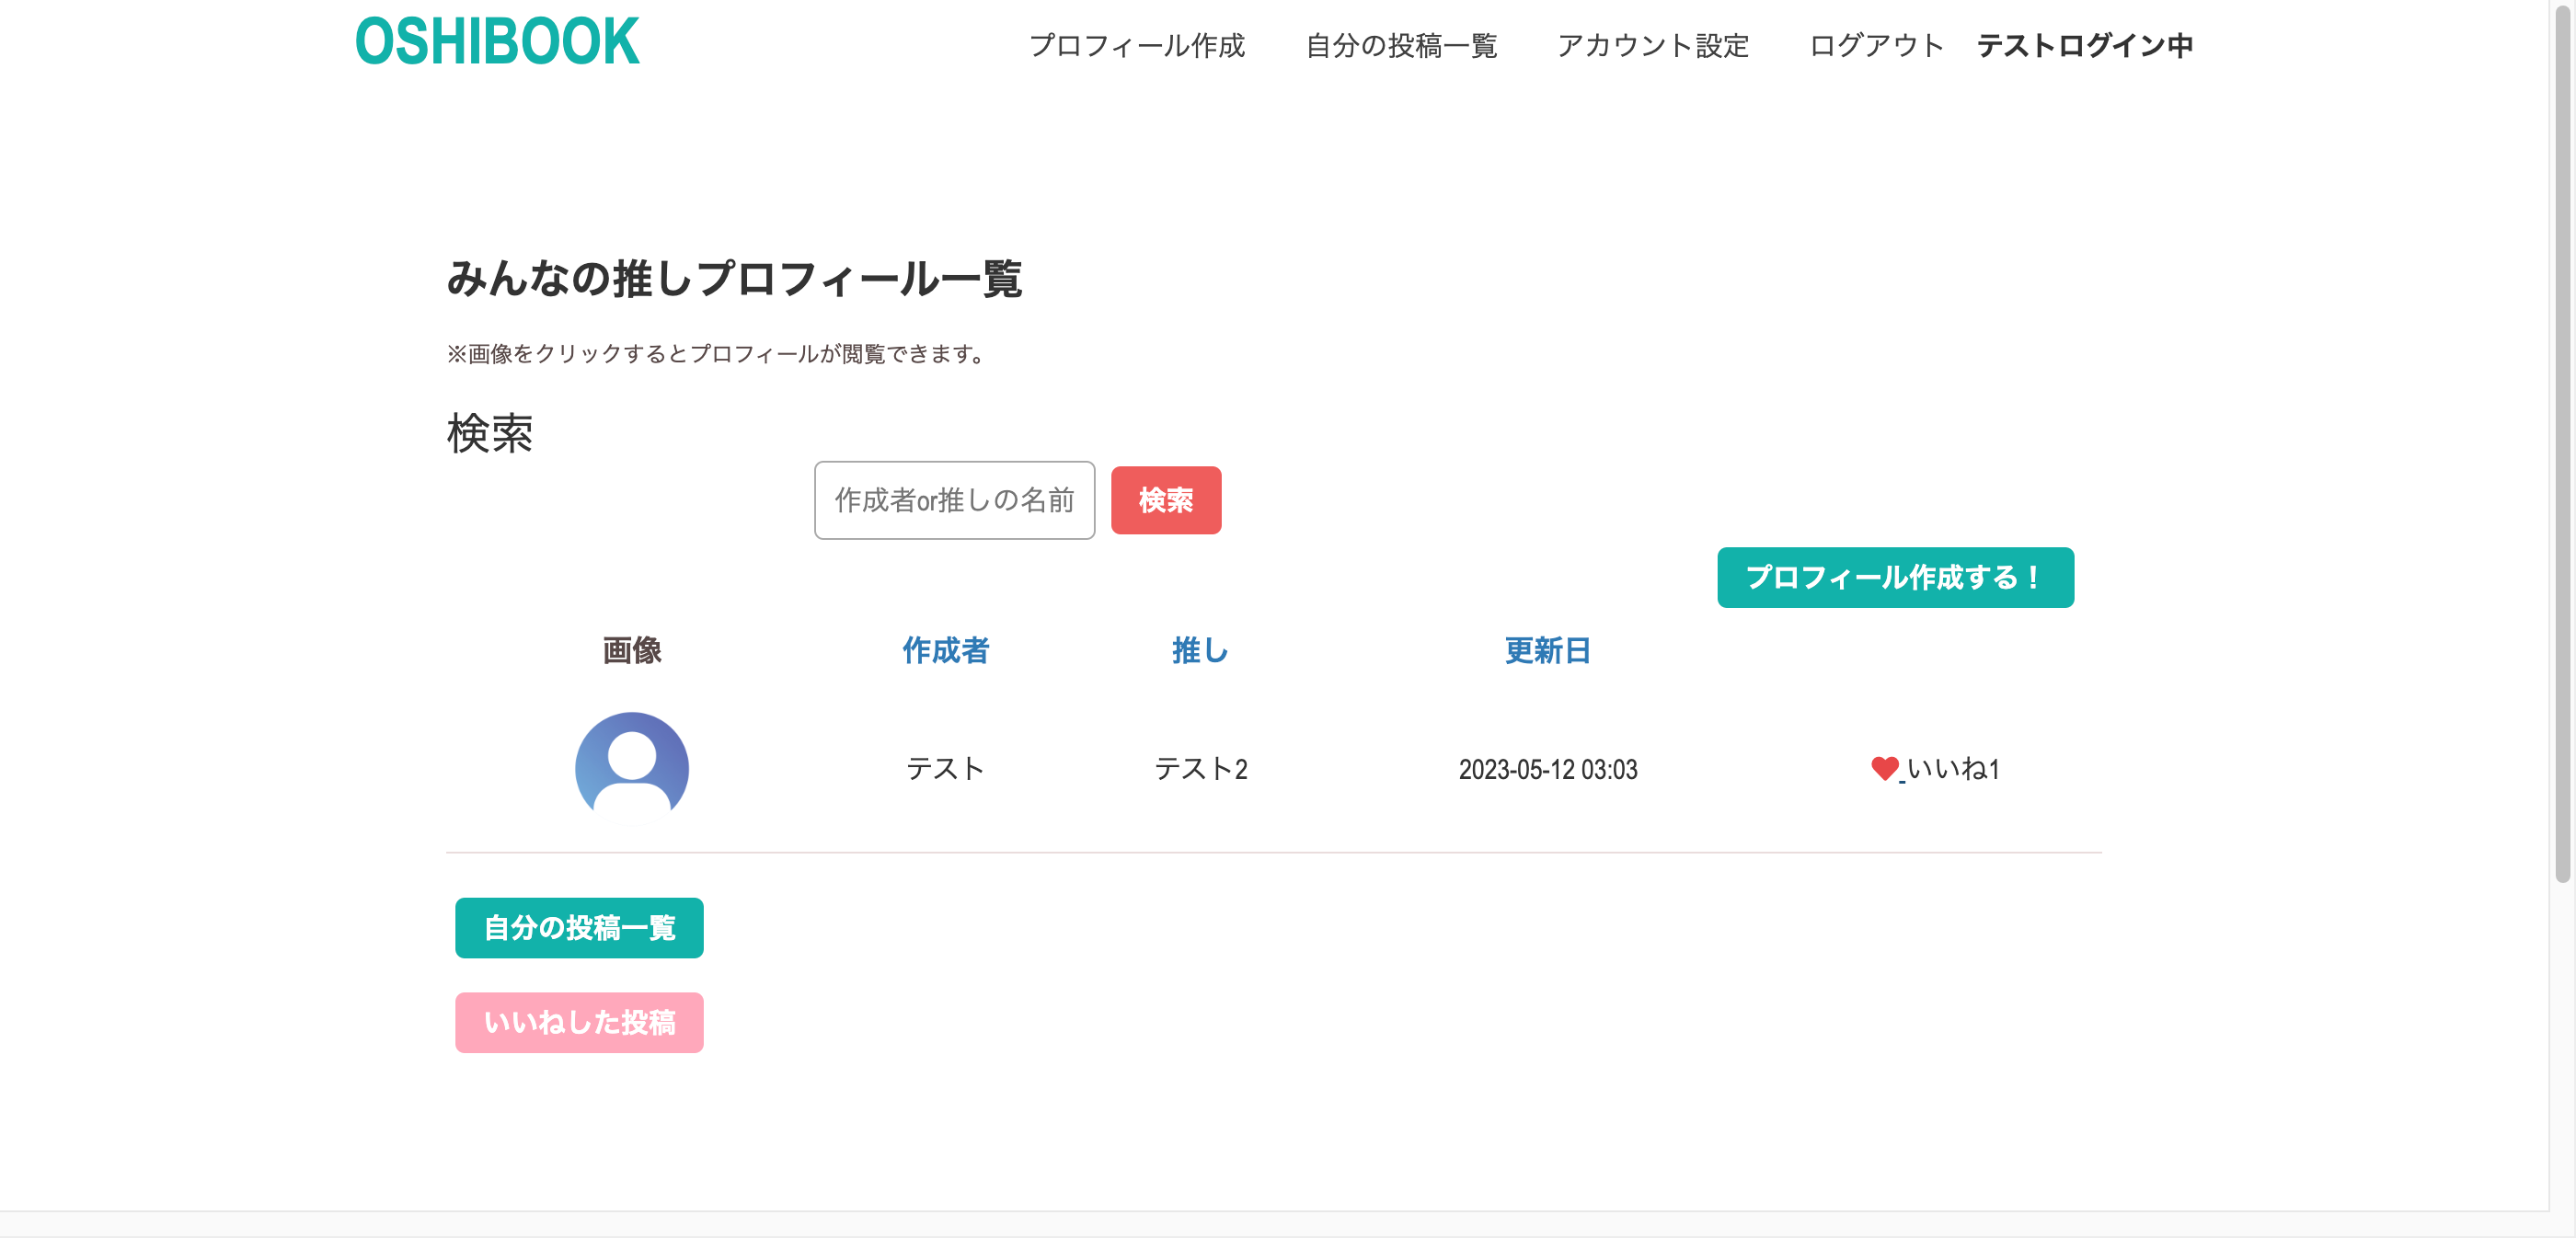 OSHIBOOK
プロフィール作成 自分の投稿一覧 アカウント設定 ログアウト テストログイン中
みんなの推しプロフィール一覧
※画像をクリックするとプロフィールが閲覧できます。
検索
作成者or推しの名前 検索
プロフィール作成する！
画像 作成者 推し 更新日
テスト テスト2 2023-05-12 03:03 いいね1
自分の投稿一覧
いいねした投稿